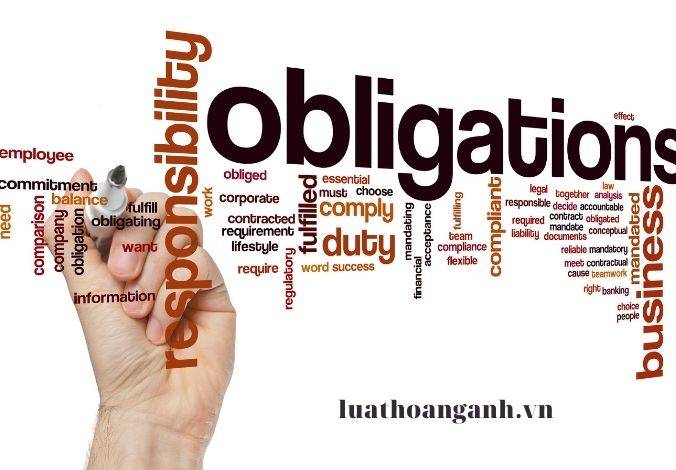 obligations
responsibility
employee
commitment
balance
need
comparison
company
obligation
fulfill
obligating
want
information
work
obliged
corporate
contracted
requirement
lifestyle
require
regulatory
fulfilled
essential
must
choose
comply
duty
word
success
mandating
financial
acceptance
fulfilling
team
compliance
flexible
compliant
effect
law
legal
together
analysis
responsible
decide
accountable
required
contract
obligated
liability
mandate
conceptual
documents
reliable
mandatory
meet
contractual
cause
teamwork
right
banking
choice
people
mandated
business
luathoanganh.vn